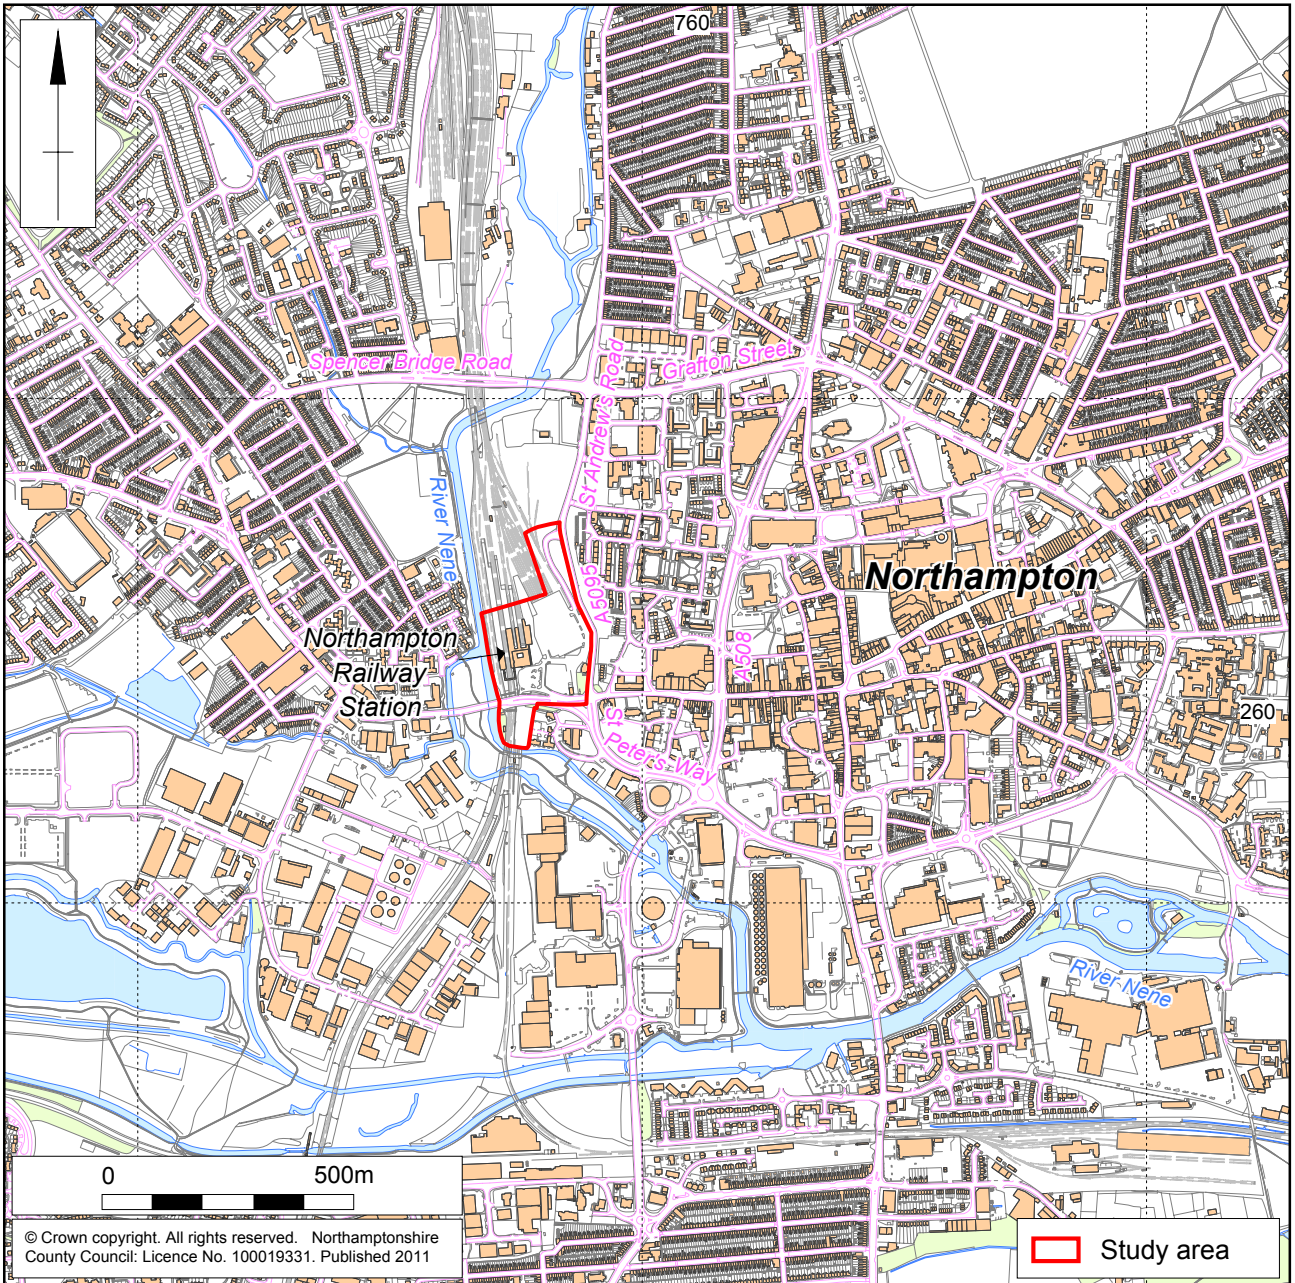 760
Spencer Bridge Road
St Andrew's Road
Grafton Street
River Nene
A5095
Northampton
Northampton
Railway
Station
A508
260
St Peters Way
River Nene
0 500m
© Crown copyright. All rights reserved. Northamptonshire
County Council: Licence No. 100019331. Published 2011
Study area